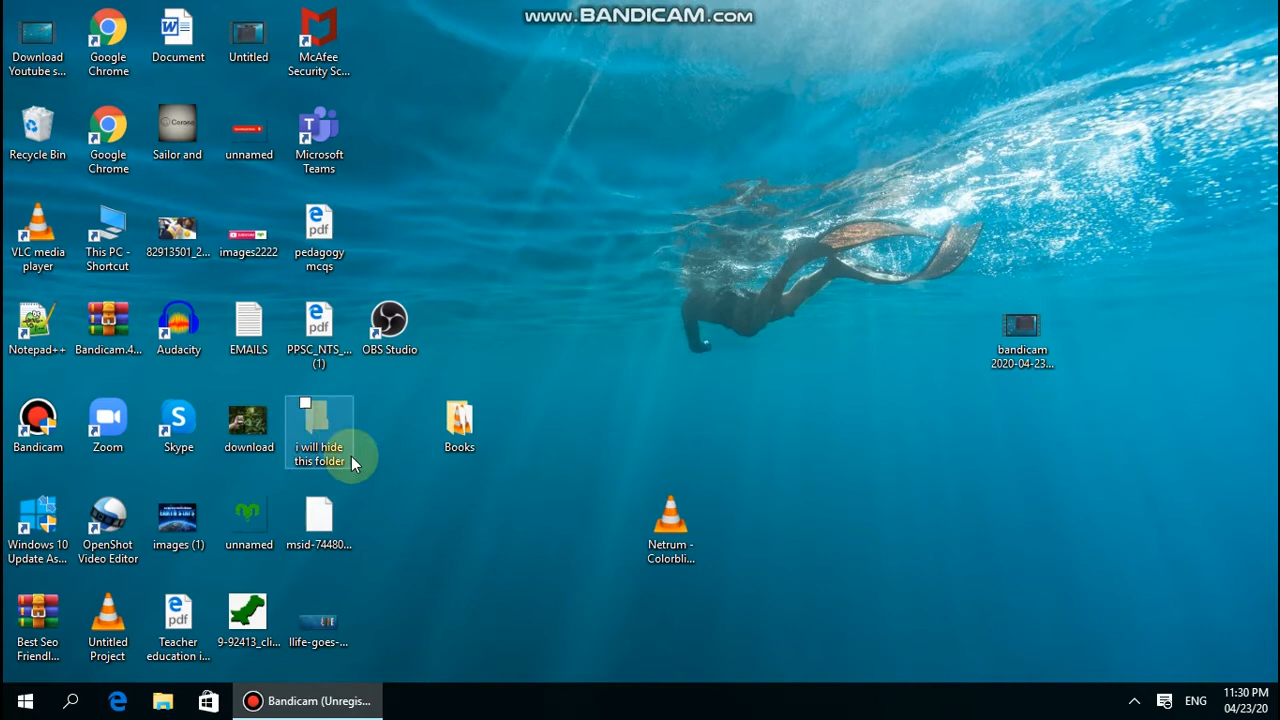 www.BANDICAM.com
Download
Youtube s...
Google
Chrome
Document
Untitled
McAfee
Security Sc...
Recycle Bin
Google
Chrome
Sailor and
unnamed
Microsoft
Teams
VLC media
player
This PC -
Shortcut
82913501_2...
images2222
pdf
pedagogy
mcqs
Notepad++
Bandicam.4...
Audacity
EMAILS
pdf
PPSC_NTS_...
(1)
OBS Studio
bandicam
2020-04-23...
Bandicam
Zoom
Skype
download
i will hide
this folder
Books
Windows 10
Update As...
OpenShot
Video Editor
images (1)
unnamed
msid-74480...
Netrum -
Colorbli...
Best Seo
Friendl...
Untitled
Project
pdf
Teacher
education i...
9-92413_cli...
llife-goes-...
Bandicam (Unregis...
ENG
11:30 PM
04/23/20